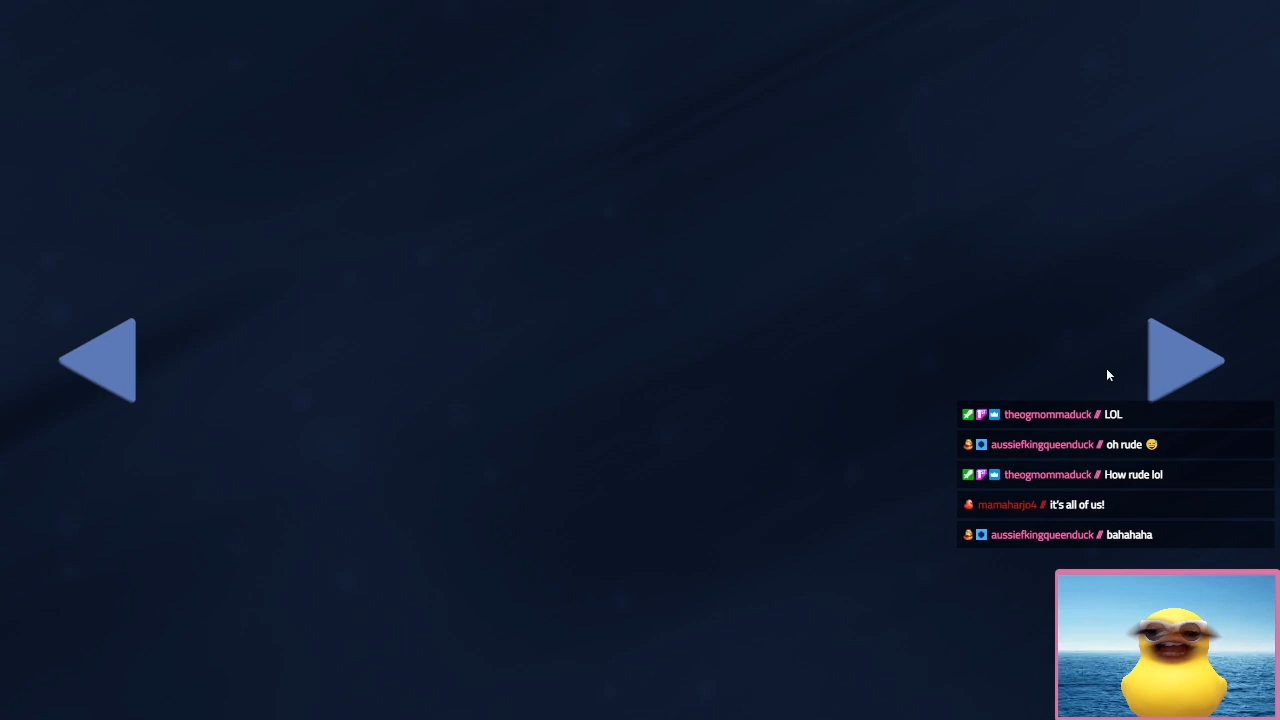 theogmommaduck // LOL
aussiefkingqueenduck // oh rude 😅
theogmommaduck // How rude lol
mamaharjo4 // it's all of us!
aussiefkingqueenduck // bahahaha